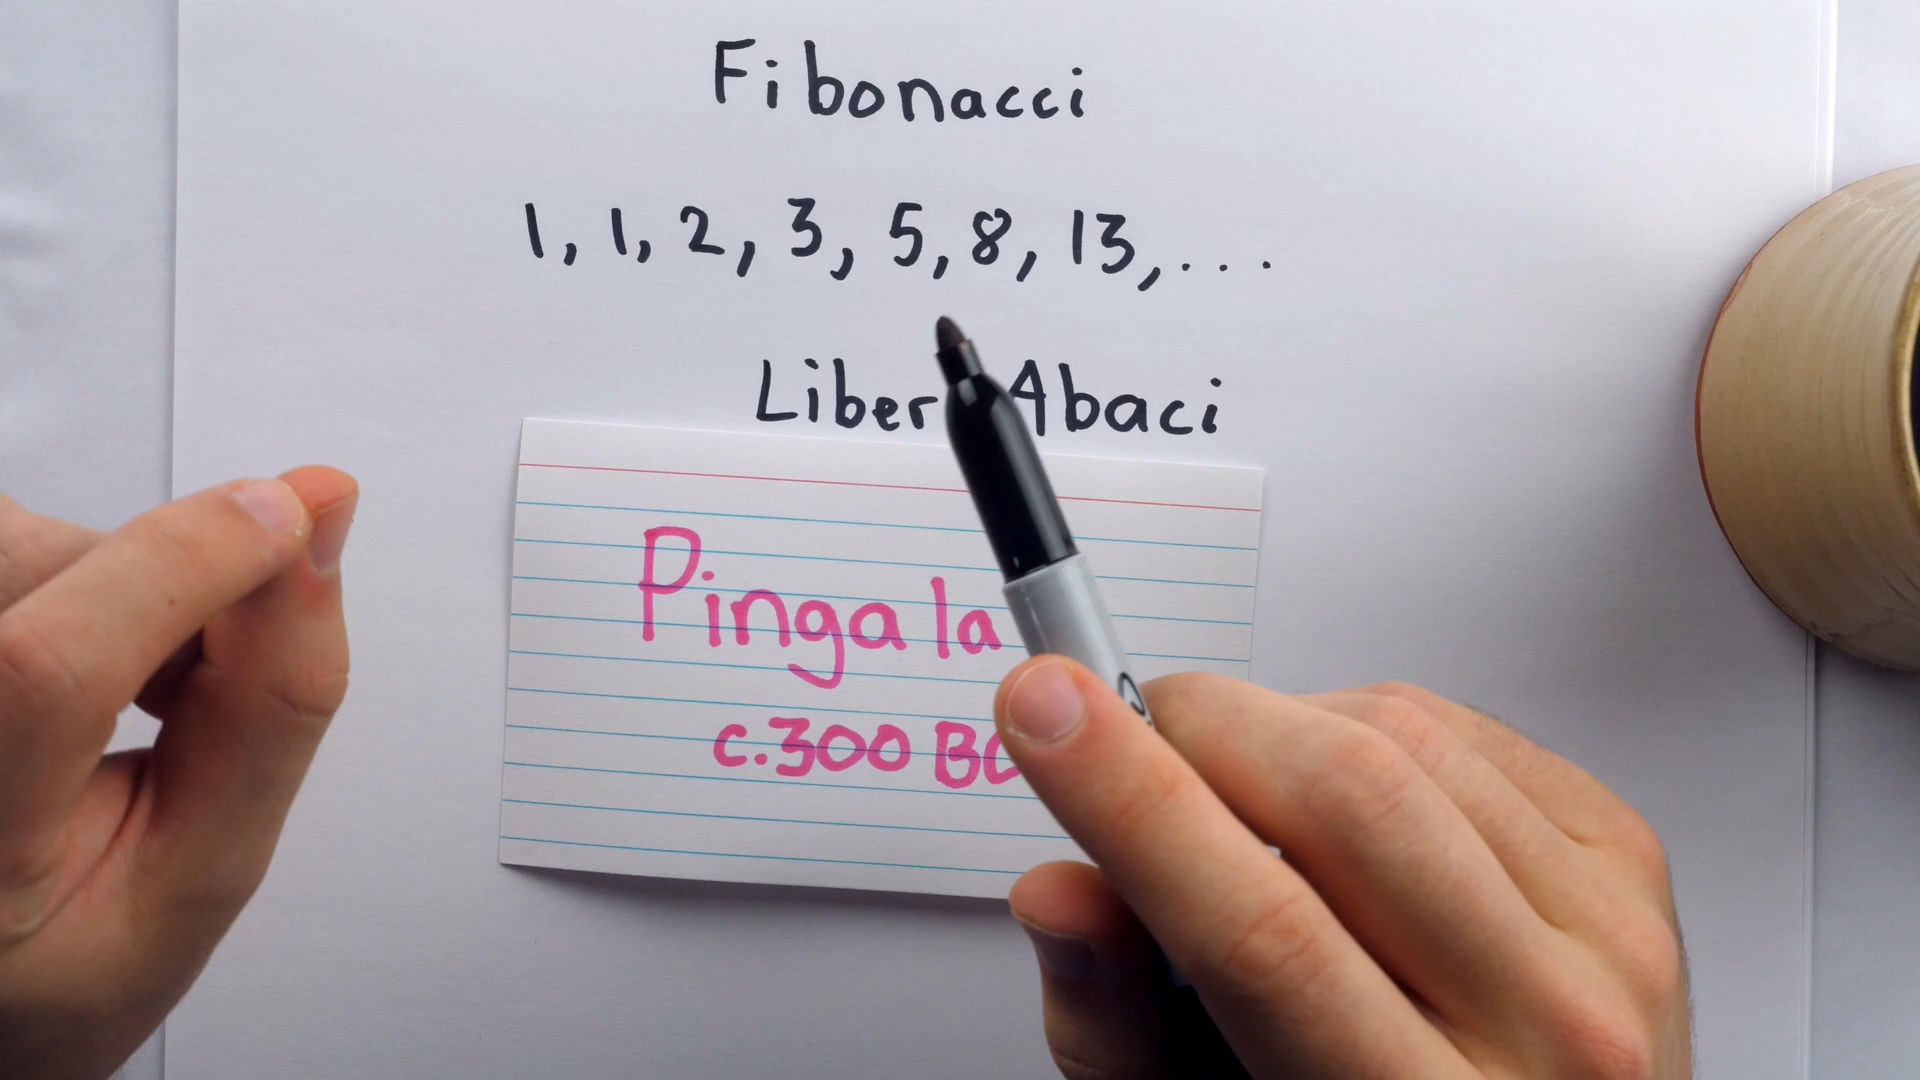 Fibonacci
1, 1, 2, 3, 5, 8, 13, ...
Liber Abaci
Pingala
c.300 BC